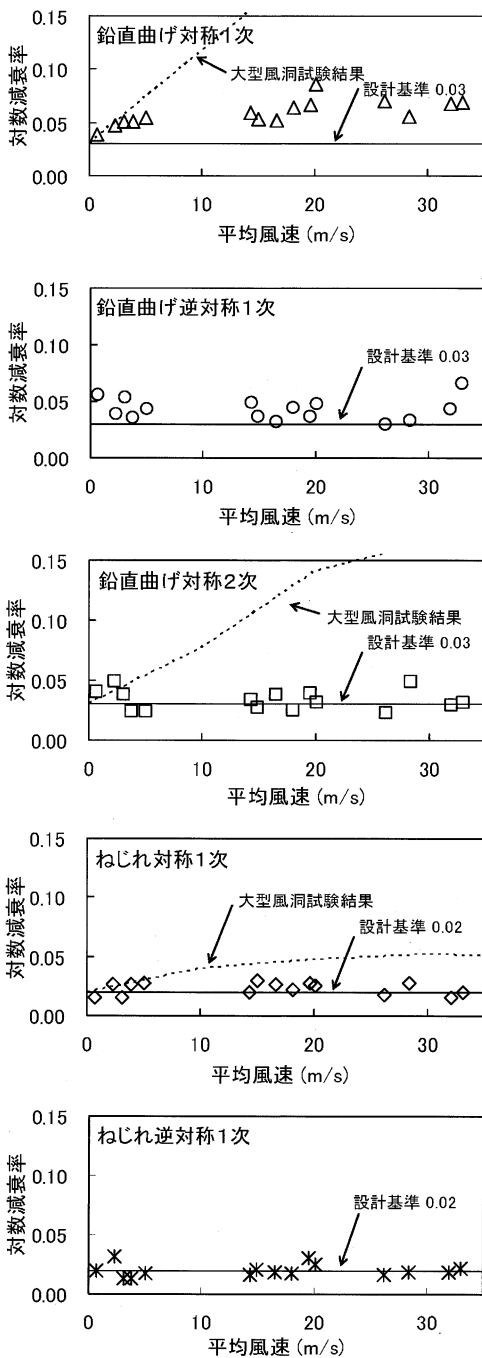 鉛直曲げ対称1次
大型風洞試験結果
設計基準 0.03
対数減衰率
0.15
0.10
0.05
0.00
0 10 20 30
平均風速 (m/s)
鉛直曲げ逆対称1次
設計基準 0.03
対数減衰率
0.15
0.10
0.05
0.00
0 10 20 30
平均風速 (m/s)
鉛直曲げ対称2次
大型風洞試験結果
設計基準 0.03
対数減衰率
0.15
0.10
0.05
0.00
0 10 20 30
平均風速 (m/s)
ねじれ対称1次
大型風洞試験結果
設計基準 0.02
対数減衰率
0.15
0.10
0.05
0.00
0 10 20 30
平均風速 (m/s)
ねじれ逆対称1次
設計基準 0.02
対数減衰率
0.15
0.10
0.05
0.00
0 10 20 30
平均風速 (m/s)